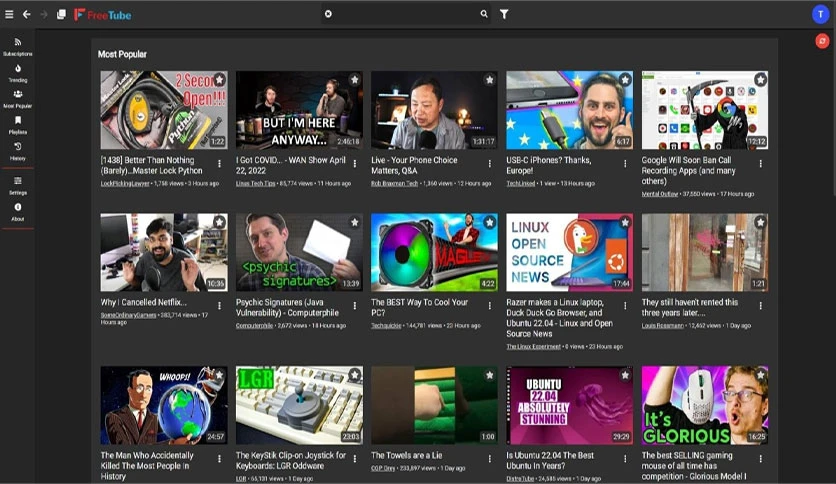 FreeTube
T
Subscriptions
Trending
Most Popular
Playlists
History
Settings
About
Most Popular
2 Secon
Open!!!
Master Lock
Python
1:22
[1438] Better Than Nothing
(Barely)...Master Lock Python
LockPickingLawyer • 1,756 views • 3 Hours ago
BUT I'M HERE
ANYWAY...
2:46:18
I Got COVID... - WAN Show April
22, 2022
Linus Tech Tips • 85,774 views • 11 Hours ago
1:31:17
Live - Your Phone Choice
Matters, Q&A
Rob Braxman Tech • 1,360 views • 12 Hours ago
6:17
USB-C iPhones? Thanks,
Europe!
TechLinked • 1 view • 13 Hours ago
12:12
Google Will Soon Ban Call
Recording Apps (and many
others)
Mental Outlaw • 37,550 views • 17
Hours ago
10:36
Why I Cancelled Netflix...
SomeOrdinaryGamers • 383,714 views • 17
Hours ago
<psychic
signatures>
13:39
Psychic Signatures (Java
Vulnerability) - Computerphile
Computerphile • 2,672 views • 18 Hours ago
4:22
The BEST Way To Cool Your
PC?
Techquickie • 144,781 views • 23 Hours ago
LINUX
OPEN
SOURCE
NEWS
17:44
Razer makes a Linux laptop,
Duck Duck Go Browser, and
Ubuntu 22.04 - Linux and Open
Source News
The Linux Experiment • 0 views • 23 Hours ago
1:21
They still haven't rented this
three years later....
Louis Rossmann • 12,462 views • 1 Day ago
WHOOPS!
24:57
The Man Who Accidentally
Killed The Most People In
History
LGR
23:03
The KeyStik Clip-on Joystick for
Keyboards: LGR Oddware
LGR • 66,131 views • 1 Day ago
1:00
The Towels are a Lie
CGP Grey • 233,897 views • 1 Day ago
UBUNTU
22.04
ABSOLUTELY
STUNNING
29:29
Is Ubuntu 22.04 The Best
Ubuntu In Years?
DistroTube • 24,585 views • 1 Day ago
It's
GLORIOUS
16:25
The best SELLING gaming
mouse of all time has
competition - Glorious Model I